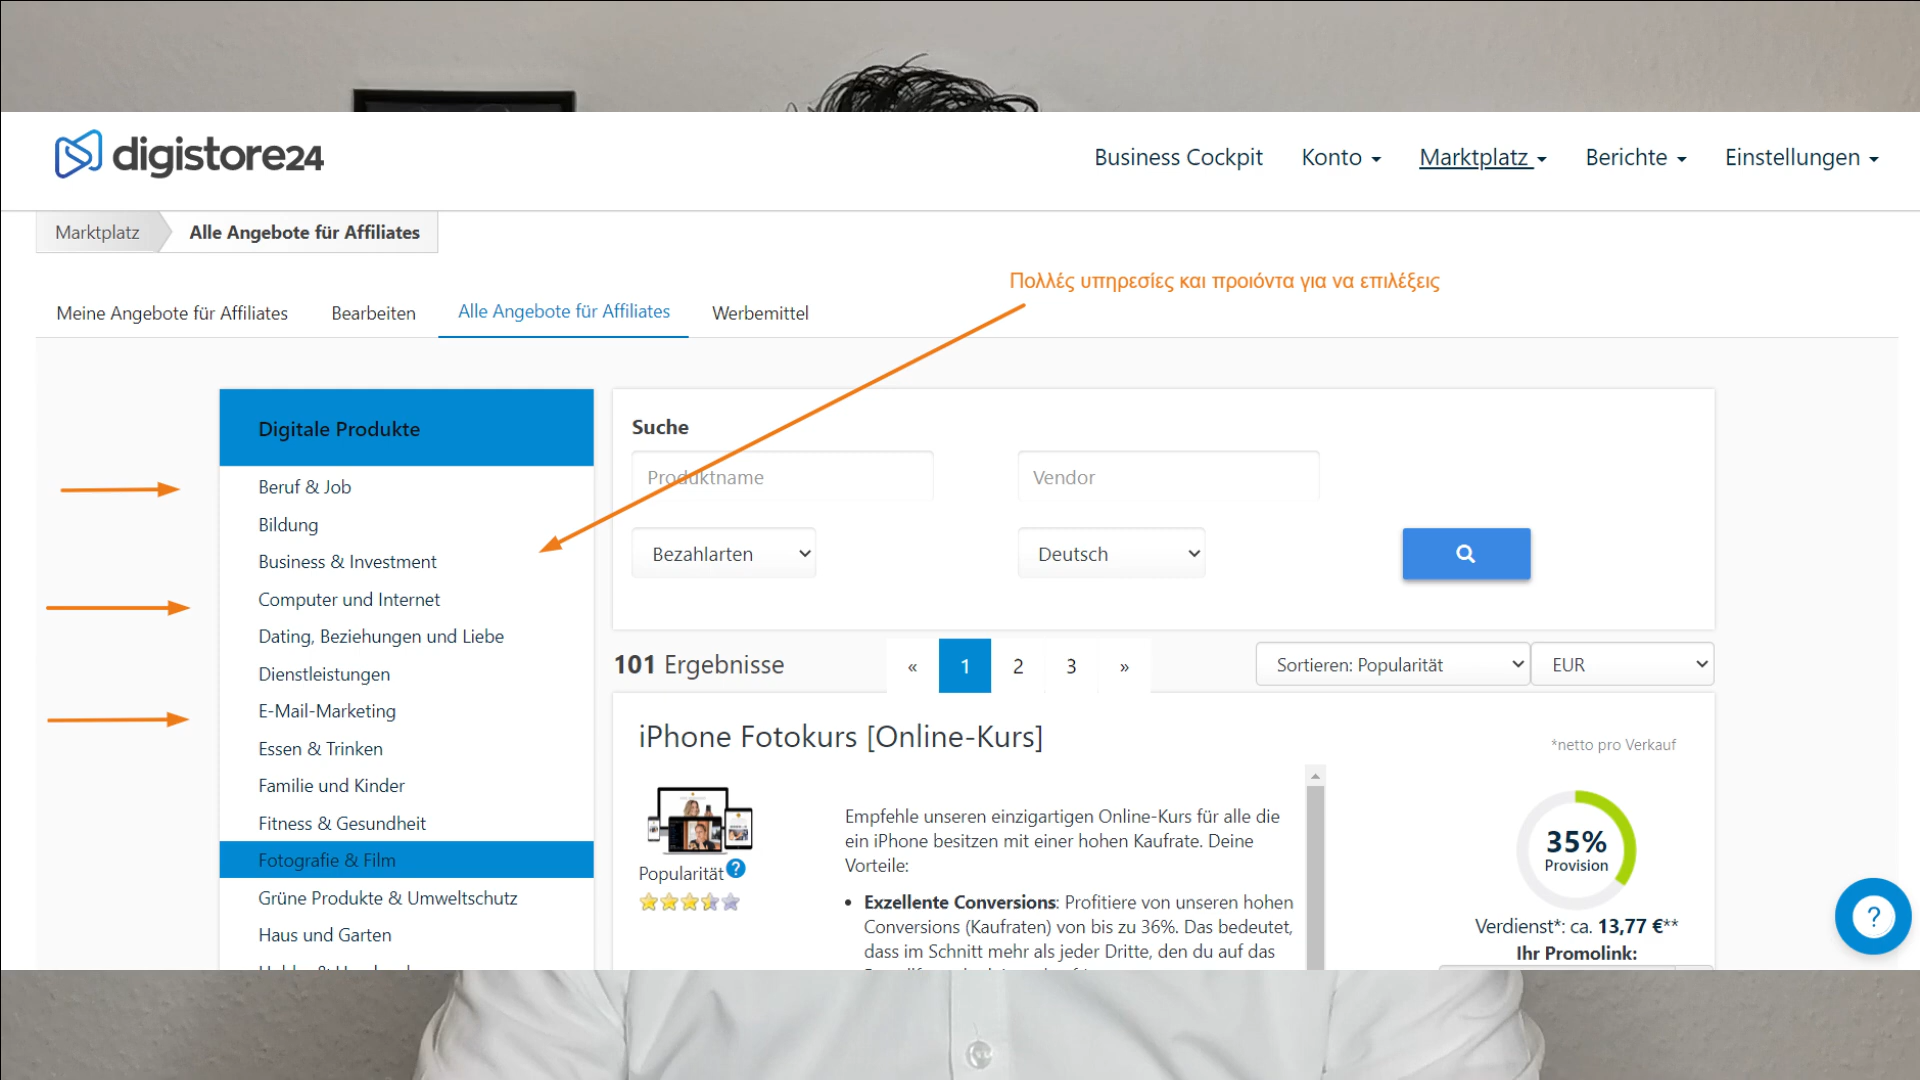 digistore24
Business Cockpit Konto Marktplatz Berichte Einstellungen
Marktplatz Alle Angebote für Affiliates
Πολλές υπηρεσίες και προιόντα για να επιλέξεις
Meine Angebote für Affiliates Bearbeiten Alle Angebote für Affiliates Werbemittel
Digitale Produkte
Beruf & Job
Bildung
Business & Investment
Computer und Internet
Dating, Beziehungen und Liebe
Dienstleistungen
E-Mail-Marketing
Essen & Trinken
Familie und Kinder
Fitness & Gesundheit
Fotografie & Film
Grüne Produkte & Umweltschutz
Haus und Garten
Suche
Produktname Vendor
Bezahlarten Deutsch
101 Ergebnisse « 1 2 3 » Sortieren: Popularität EUR
iPhone Fotokurs [Online-Kurs]
*netto pro Verkauf
Popularität ?
Empfehle unseren einzigartigen Online-Kurs für alle die
ein iPhone besitzen mit einer hohen Kaufrate. Deine
Vorteile:
• Exzellente Conversions: Profitiere von unseren hohen
Conversions (Kaufraten) von bis zu 36%. Das bedeutet,
dass im Schnitt mehr als jeder Dritte, den du auf das
35%
Provision
Verdienst*: ca. 13,77 €**
Ihr Promolink:
?